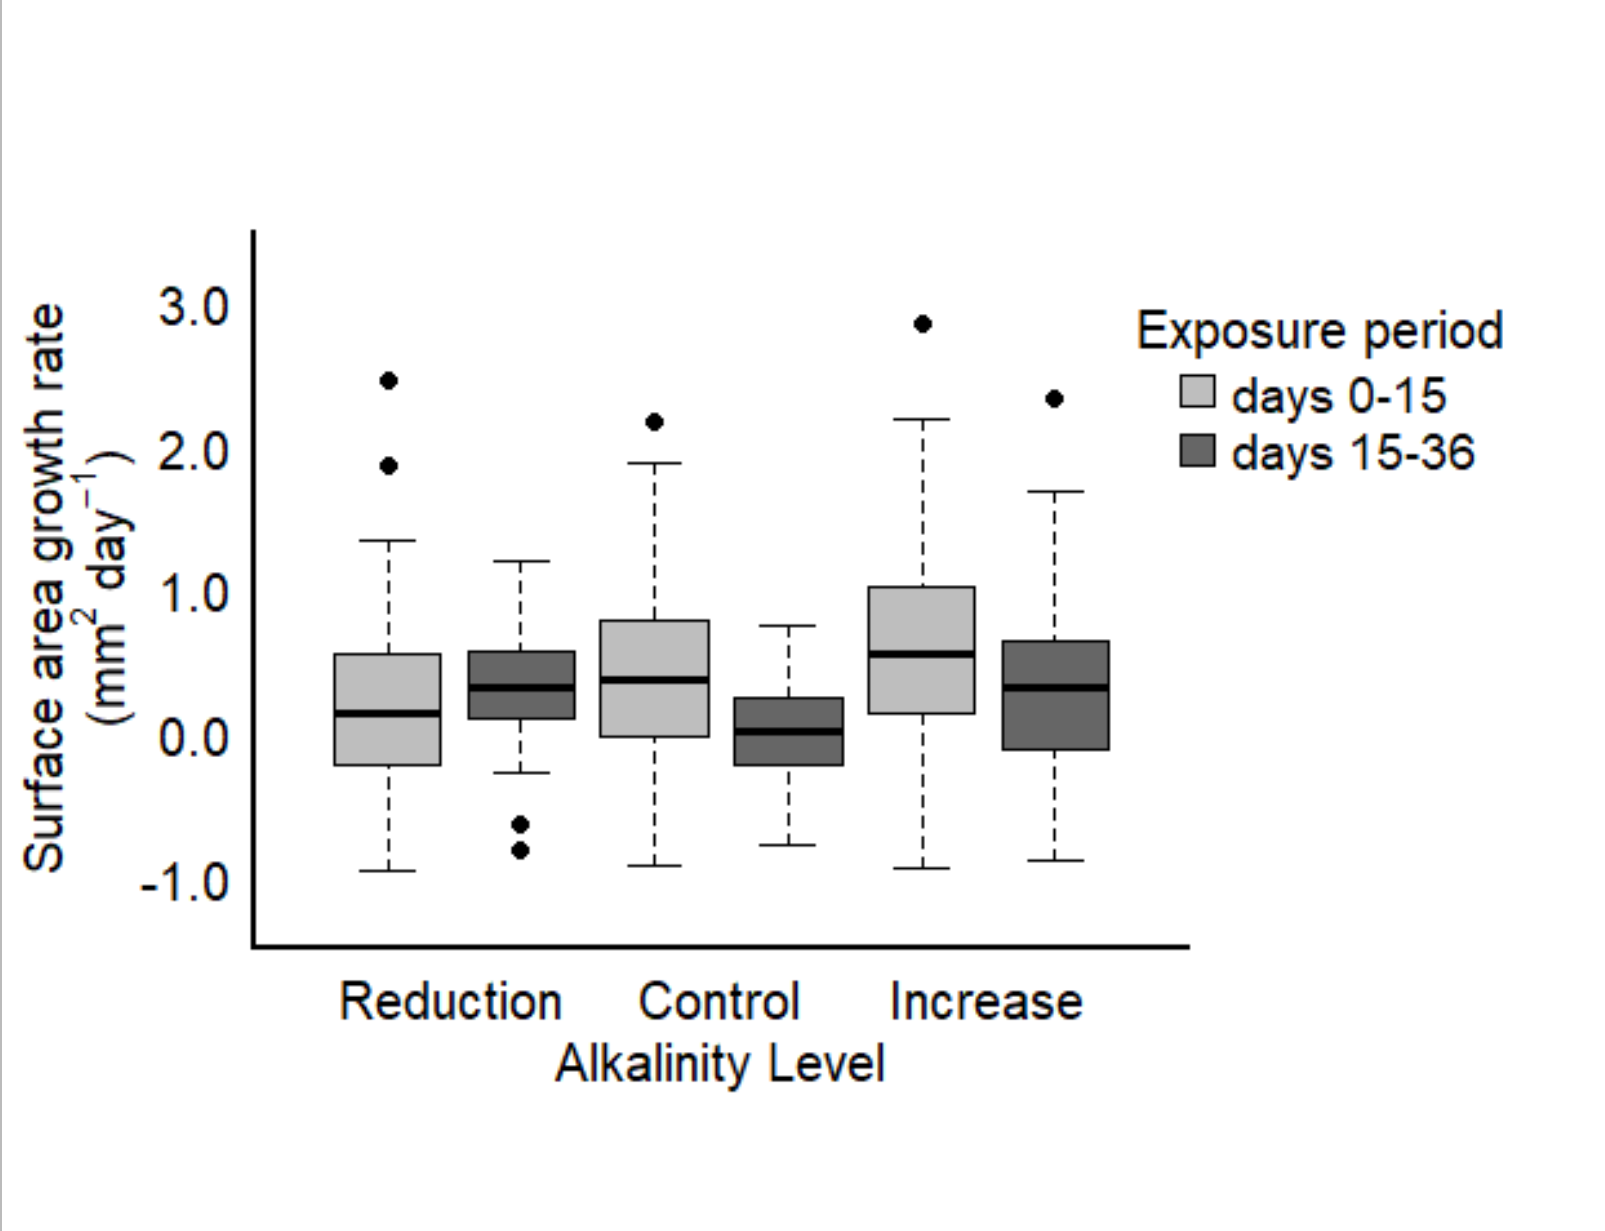 Surface area growth rate
(mm² day⁻¹)
3.0
2.0
1.0
0.0
-1.0
Exposure period
days 0-15
days 15-36
Reduction Control Increase
Alkalinity Level